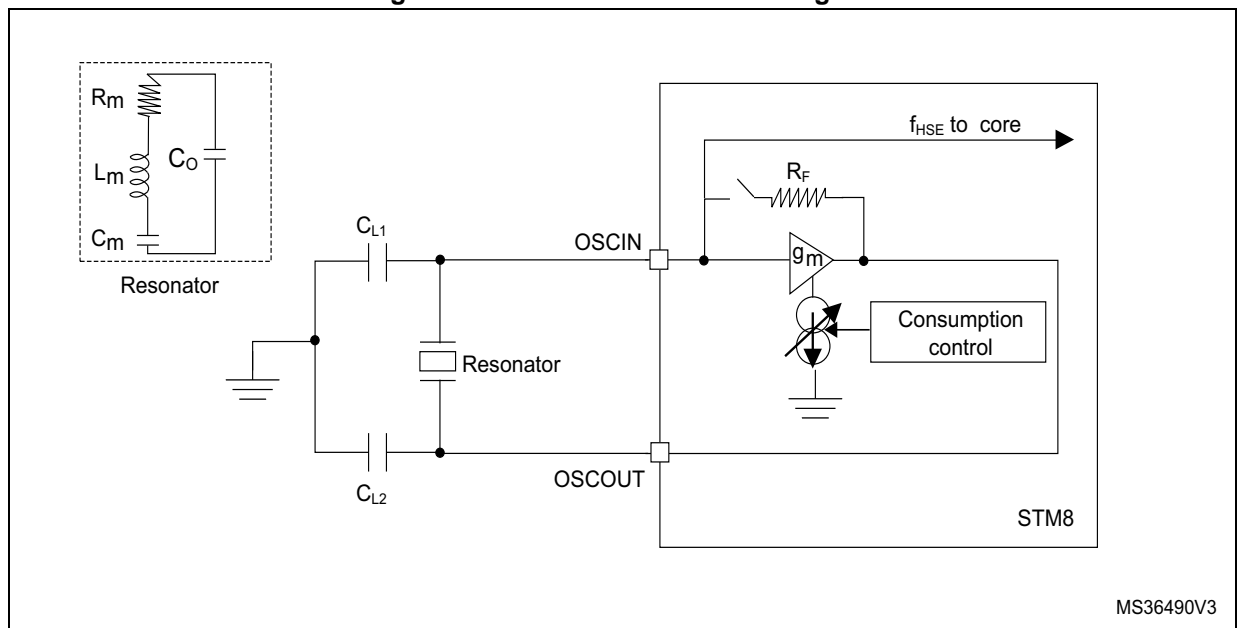 Rm
Lm
CO
Cm
Resonator
CL1
CL2
Resonator
OSCIN
OSCOUT
fHSE to core
RF
gm
Consumption
control
STM8
MS36490V3